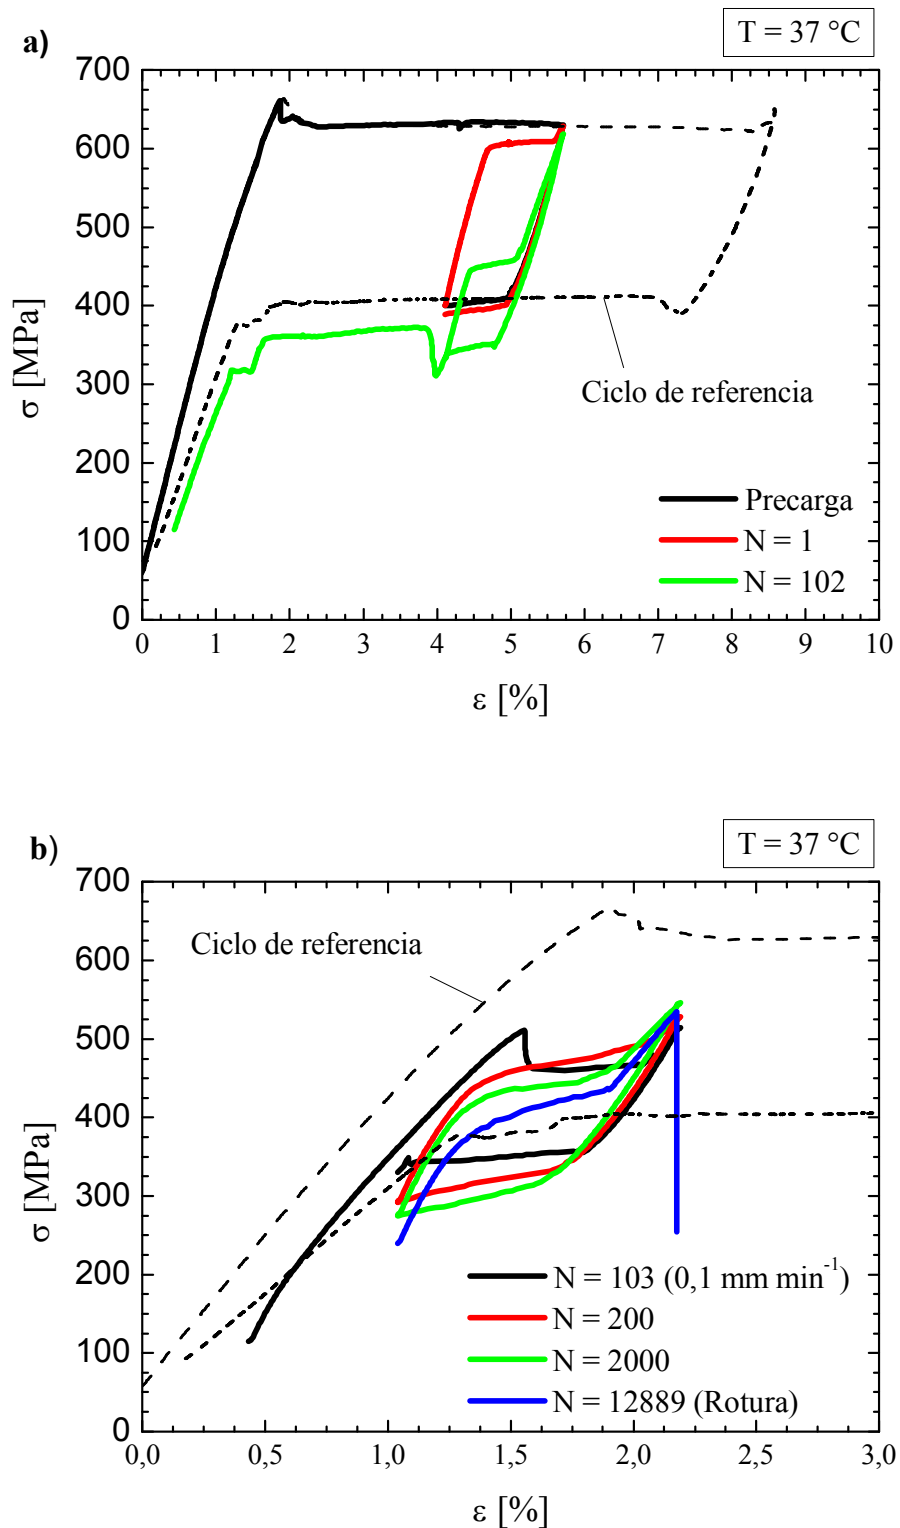 a)
T = 37 °C
700
600
500
400
300
200
100
0
σ [MPa]
Ciclo de referencia
Precarga
N = 1
N = 102
0 1 2 3 4 5 6 7 8 9 10
ε [%]
b)
T = 37 °C
700
600
500
400
300
200
100
0
σ [MPa]
Ciclo de referencia
N = 103 (0,1 mm min⁻¹)
N = 200
N = 2000
N = 12889 (Rotura)
0,0 0,5 1,0 1,5 2,0 2,5 3,0
ε [%]